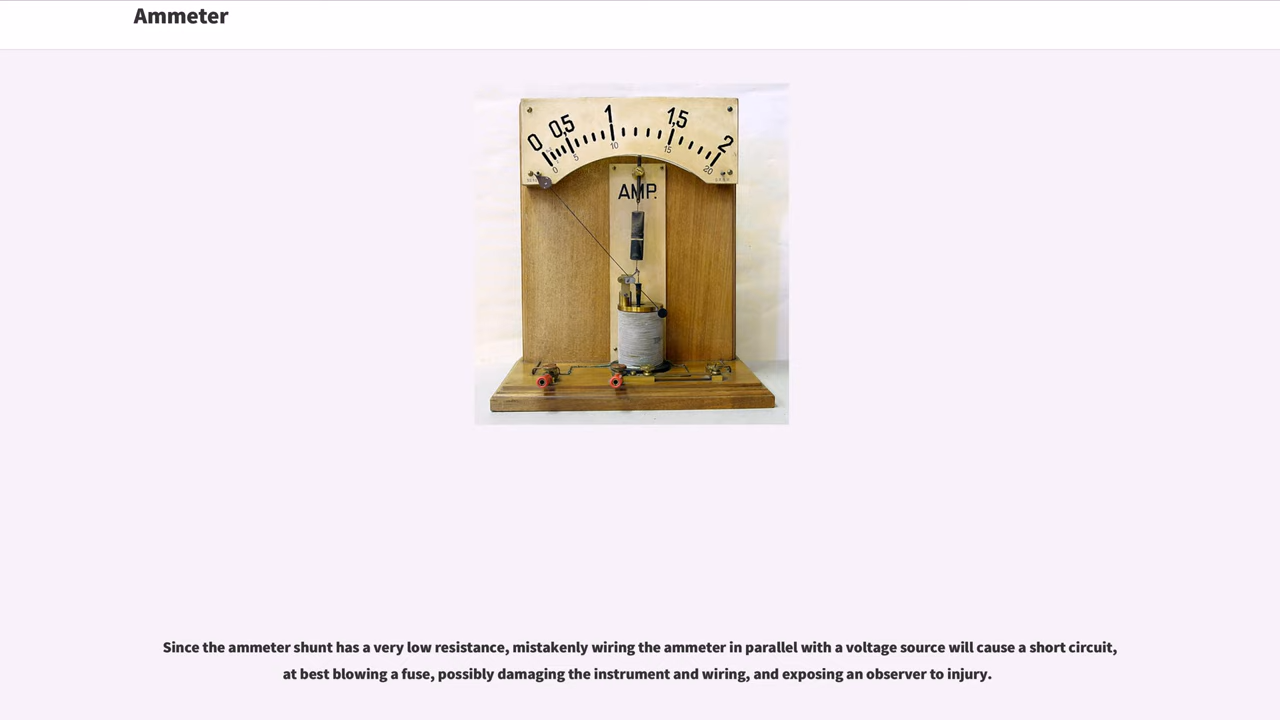 Ammeter
0 0,5 1 1,5 2
0 5 10 15 20
AMP.
Since the ammeter shunt has a very low resistance, mistakenly wiring the ammeter in parallel with a voltage source will cause a short circuit,
at best blowing a fuse, possibly damaging the instrument and wiring, and exposing an observer to injury.